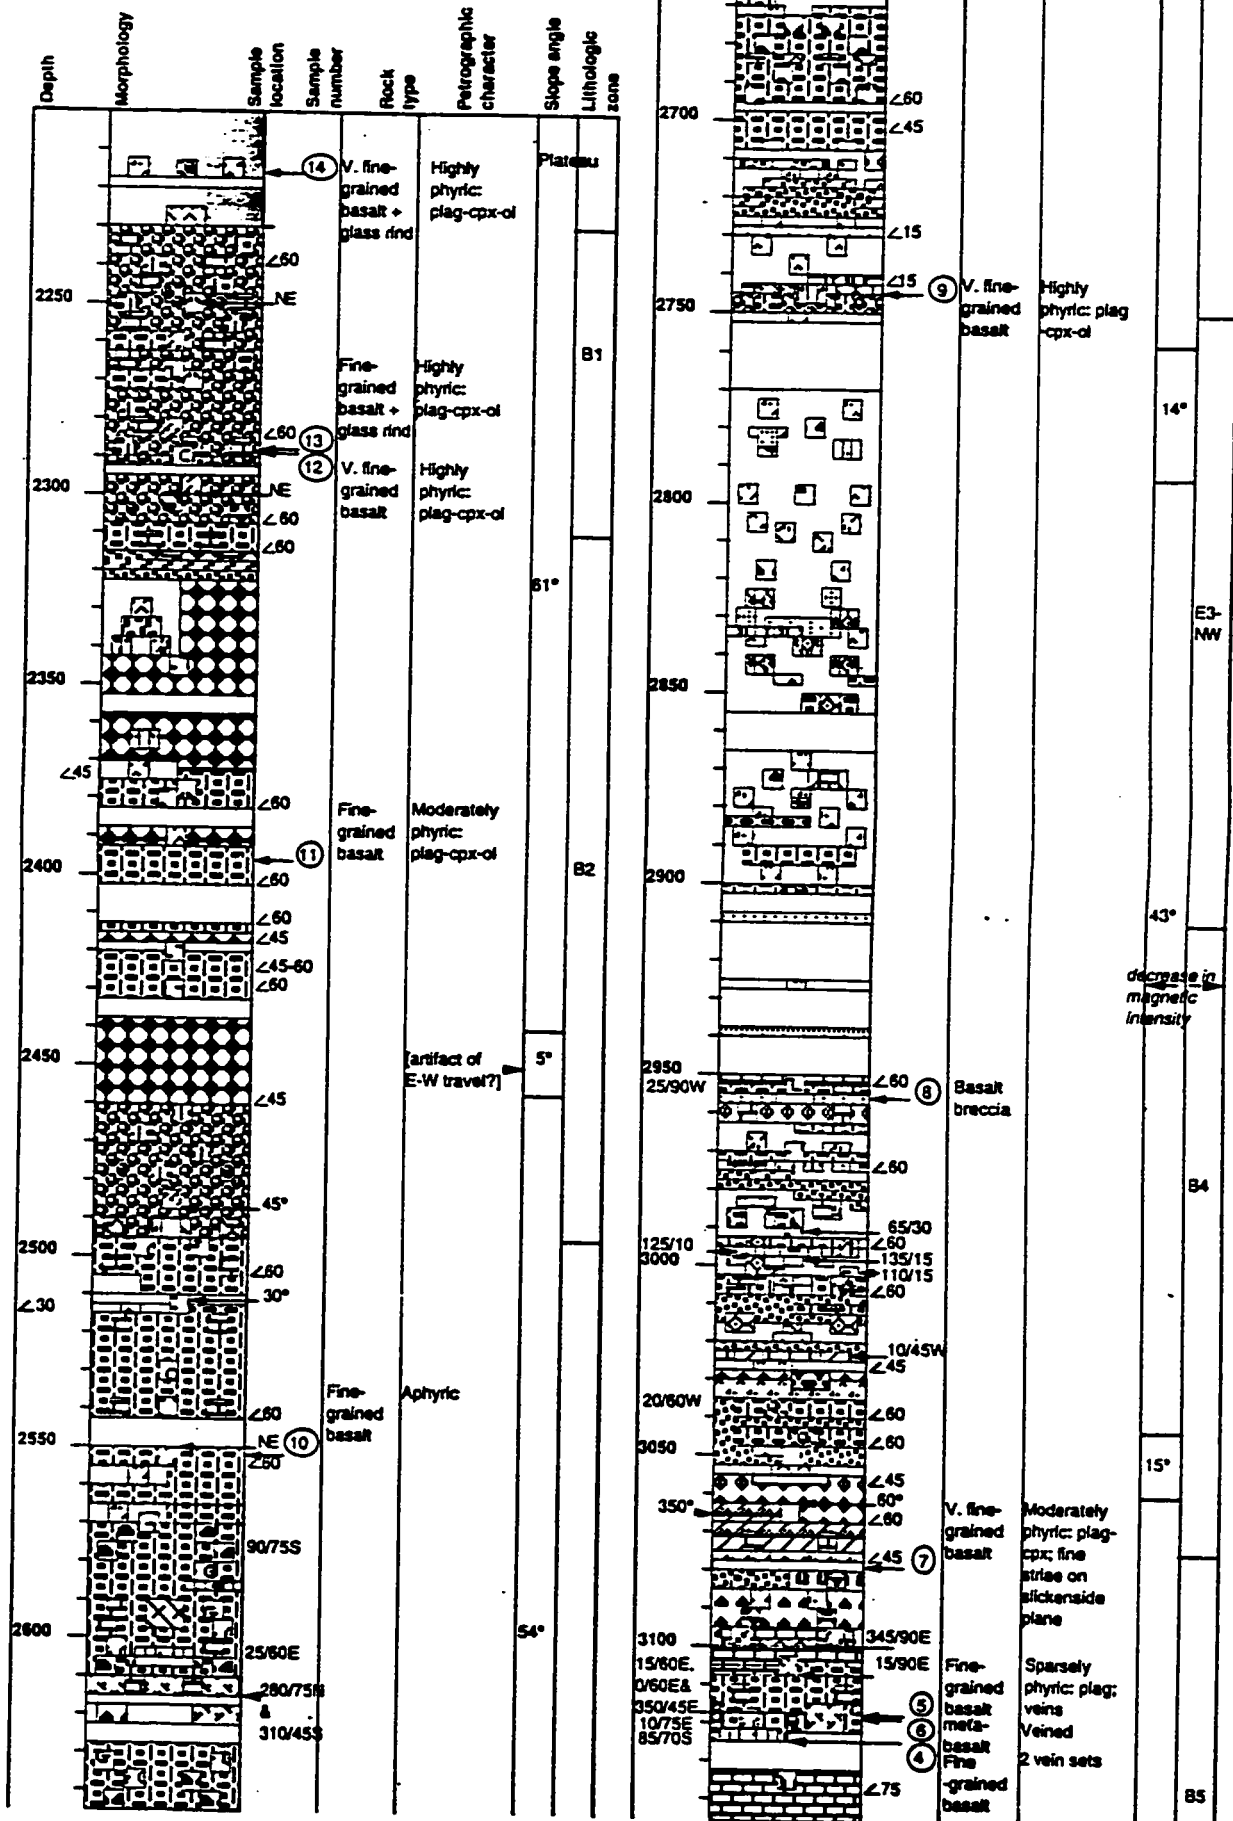 Depth
Morphology
Sample location
Sample number
Rock type
Petrographic character
Slope angle
Lithologic zone
14
V. fine-
grained
basalt +
glass rind
Highly
phyric:
plag-cpx-ol
Plateau
∠60
2250
NE
B1
Fine-
grained
basalt +
glass rind
Highly
phyric:
plag-cpx-ol
∠60
13
12
V. fine-
grained
basalt
Highly
phyric:
plag-cpx-ol
2300
NE
∠60
∠60
61°
2350
∠45
∠60
Fine-
grained
basalt
Moderately
phyric:
plag-cpx-ol
11
2400
∠60
B2
∠60
∠45
∠45-60
∠60
2450
[artifact of
E-W travel?]
5°
∠45
45°
2500
∠60
30°
∠30
Fine-
grained
basalt
Aphyric
∠60
2550
NE
10
∠60
90/75S
2600
54°
25/60E
280/75N
&
310/45S
∠60
2700
∠45
∠15
∠15
9
V. fine-
grained
basalt
Highly
phyric: plag
-cpx-ol
2750
14°
2800
E3-
NW
2850
2900
43°
decrease in
magnetic
intensity
2950
25/90W
∠60
8
Basalt
breccia
∠60
B4
65/30
125/10
∠60
3000
135/15
110/15
∠60
10/45W
∠45
20/60W
∠60
∠60
3050
15°
∠45
350°
60°
∠60
V. fine-
grained
basalt
Moderately
phyric: plag-
cpx; fine
striae on
slickenside
plane
∠45
7
3100
345/90E
15/60E,
0/60E&
350/45E
10/75E
85/70S
15/90E
Fine-
grained
basalt
Sparsely
phyric: plag;
veins
5
6
meta-
basalt
Veined
4
Fine
-grained
basalt
2 vein sets
∠75
B5